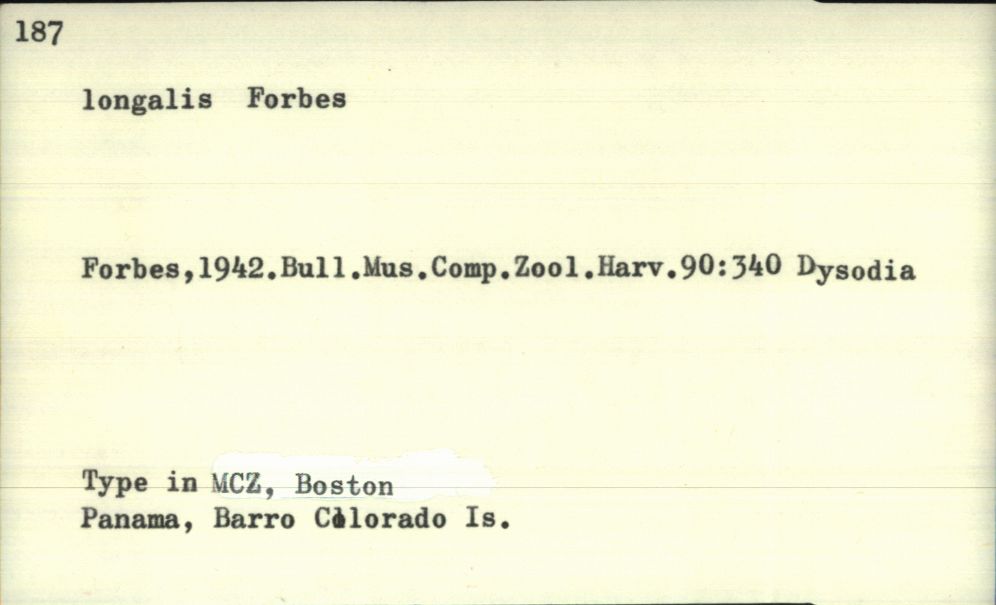 187
longalis Forbes
Forbes,1942.Bull.Mus.Comp.Zool.Harv.90:340 Dysodia
Type in MCZ, Boston
Panama, Barro Colorado Is.